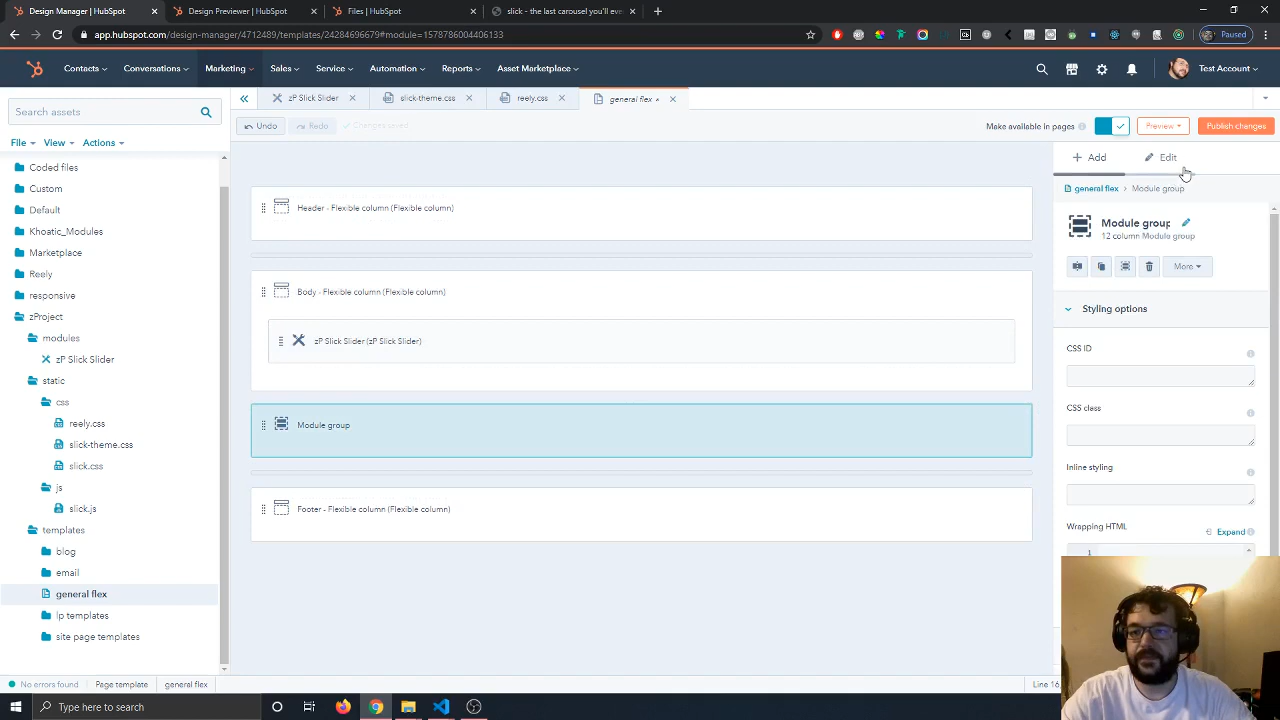 Design Manager | HubSpot
Design Previewer | HubSpot
Files | HubSpot
slick - the last carousel you'll eve
app.hubspot.com/design-manager/4712489/templates/24284696679#module=1578786004406133
Paused
Contacts
Conversations
Marketing
Sales
Service
Automation
Reports
Asset Marketplace
Test Account
Search assets
zP Slick Slider
slick-theme.css
reely.css
general flex
File
View
Actions
Undo
Redo
Changes saved
Make available in pages
Preview
Publish changes
Coded files
Custom
Default
Khoatic_Modules
Marketplace
Reely
responsive
zProject
modules
zP Slick Slider
static
css
reely.css
slick-theme.css
slick.css
js
slick.js
templates
blog
email
general flex
lp templates
site page templates
Header - Flexible column (Flexible column)
Body - Flexible column (Flexible column)
zP Slick Slider (zP Slick Slider)
Module group
Footer - Flexible column (Flexible column)
Add
Edit
general flex > Module group
Module group
12 column Module group
More
Styling options
CSS ID
CSS class
Inline styling
Wrapping HTML
Expand
1
No errors found
Page template
general flex
Line 16,
Type here to search